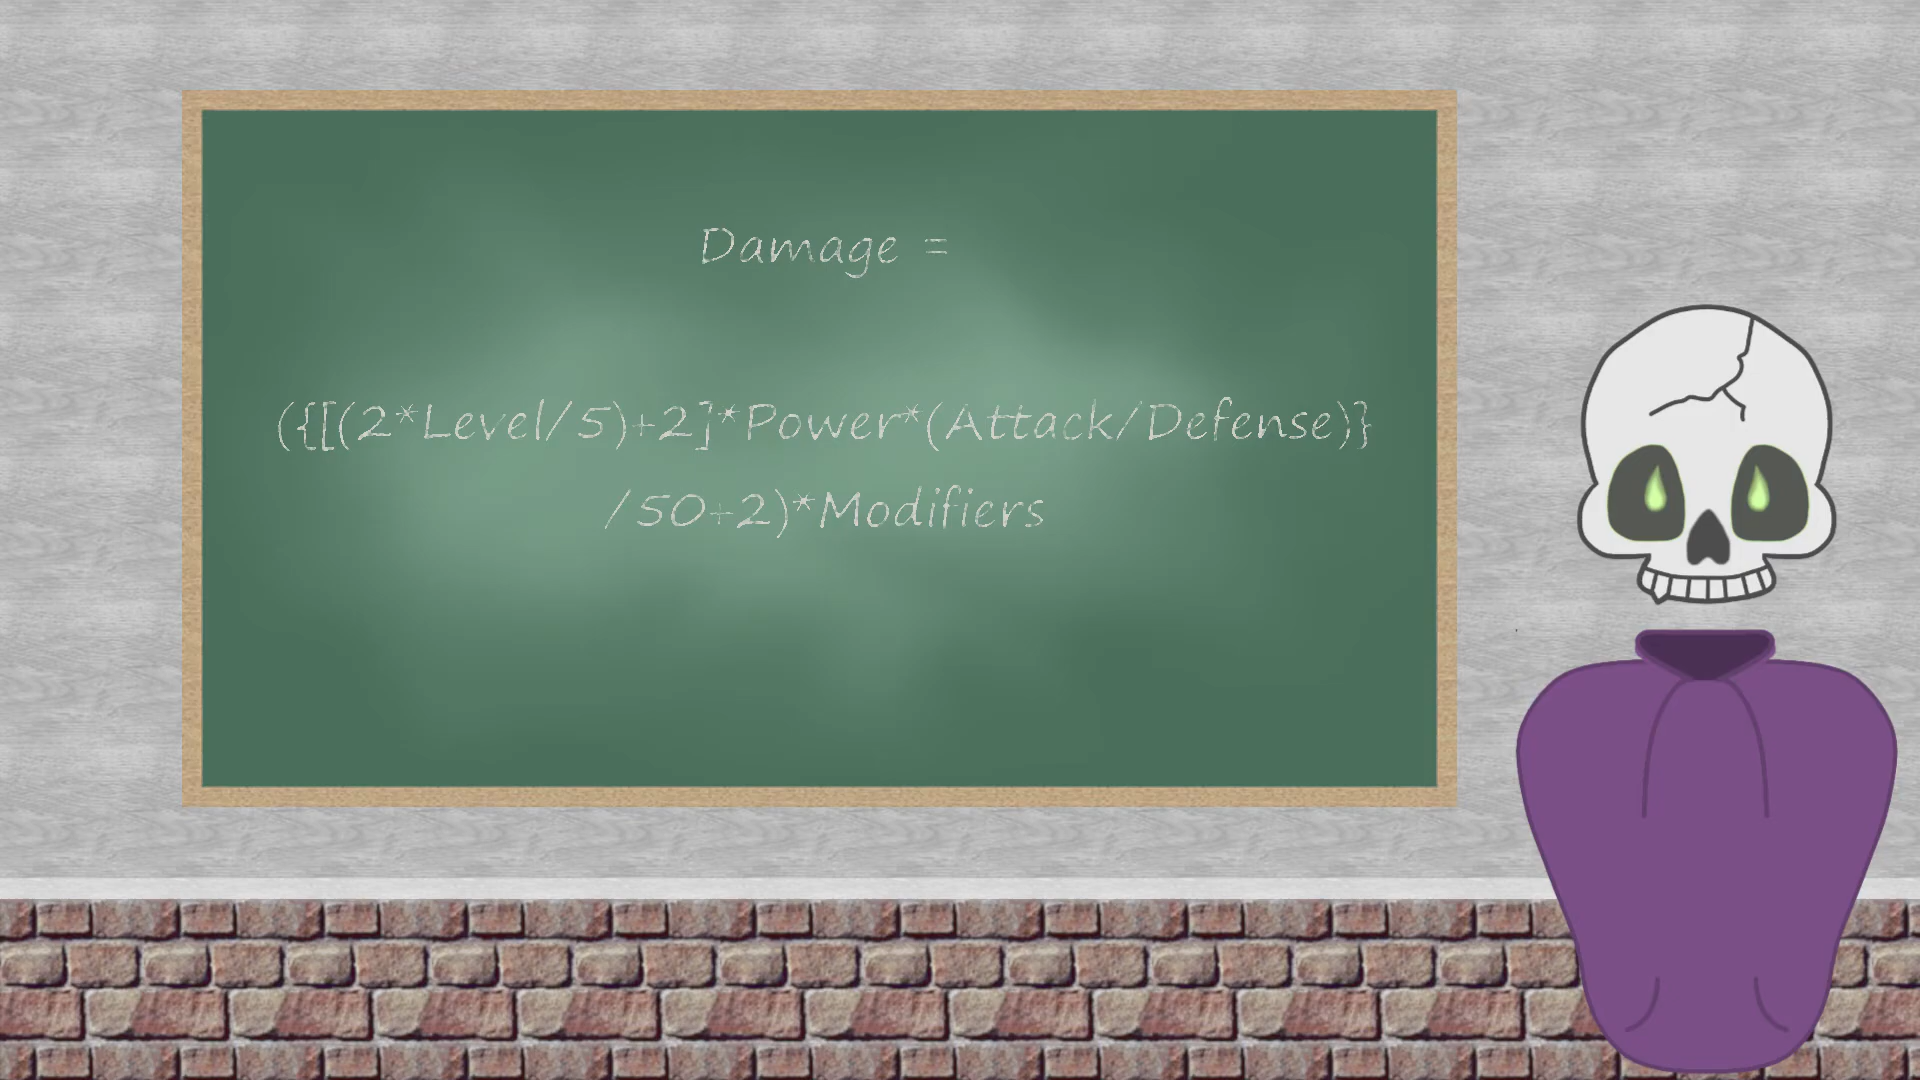 Damage =
({[(2*Level/5)+2]*Power*(Attack/Defense)}
/50+2)*Modifiers